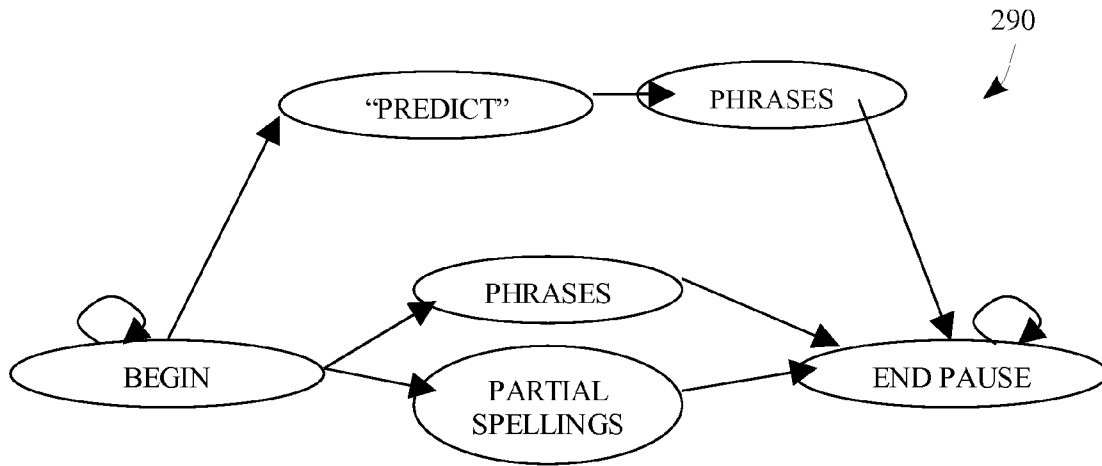 290
“PREDICT”
PHRASES
PHRASES
BEGIN
PARTIAL
SPELLINGS
END PAUSE